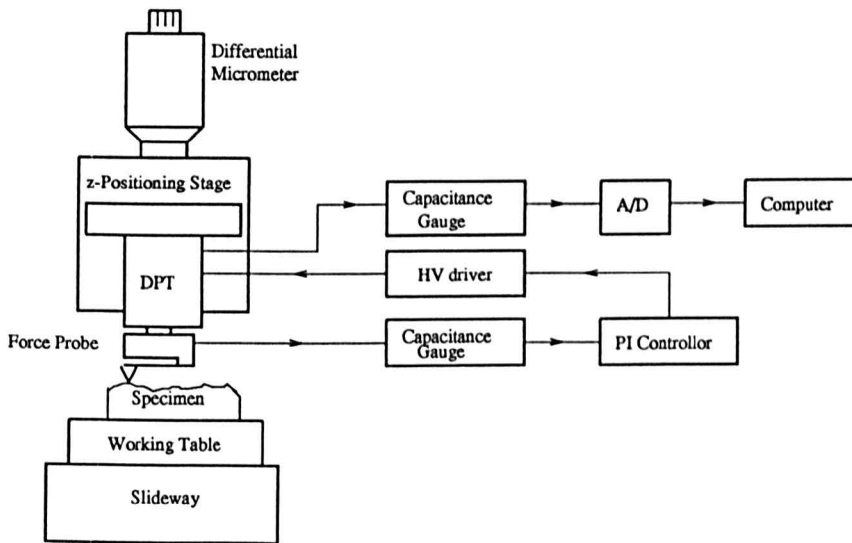 Differential
Micrometer
z-Positioning Stage
Capacitance
Gauge
A/D
Computer
DPT
HV driver
Force Probe
Capacitance
Gauge
PI Controllor
Specimen
Working Table
Slideway